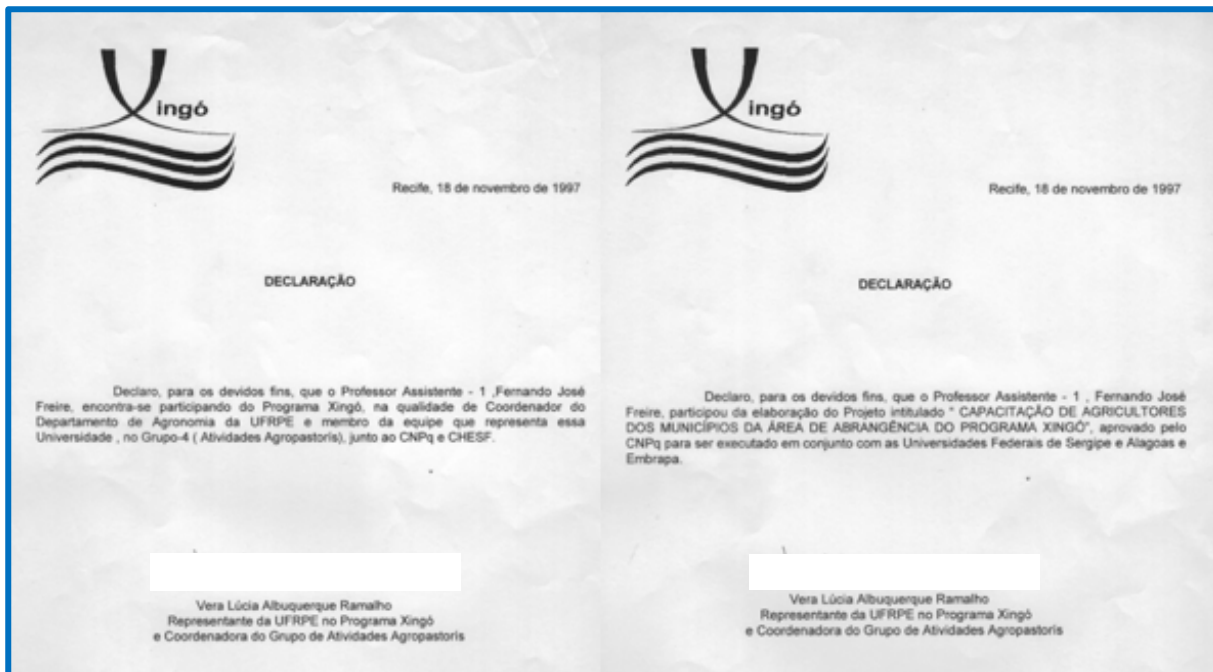 Xingó
Recife, 18 de novembro de 1997
DECLARAÇÃO
Declaro, para os devidos fins, que o Professor Assistente - 1 ,Fernando José
Freire, encontra-se participando do Programa Xingó, na qualidade de Coordenador do
Departamento de Agronomia da UFRPE e membro da equipe que representa essa
Universidade , no Grupo-4 ( Atividades Agropastoris), junto ao CNPq e CHESF.
Vera Lúcia Albuquerque Ramalho
Representante da UFRPE no Programa Xingó
e Coordenadora do Grupo de Atividades Agropastoris
Xingó
Recife, 18 de novembro de 1997
DECLARAÇÃO
Declaro, para os devidos fins, que o Professor Assistente - 1 , Fernando José
Freire, participou da elaboração do Projeto intitulado " CAPACITAÇÃO DE AGRICULTORES
DOS MUNICÍPIOS DA ÁREA DE ABRANGÊNCIA DO PROGRAMA XINGÓ", aprovado pelo
CNPq para ser executado em conjunto com as Universidades Federais de Sergipe e Alagoas e
Embrapa.
Vera Lúcia Albuquerque Ramalho
Representante da UFRPE no Programa Xingó
e Coordenadora do Grupo de Atividades Agropastoris